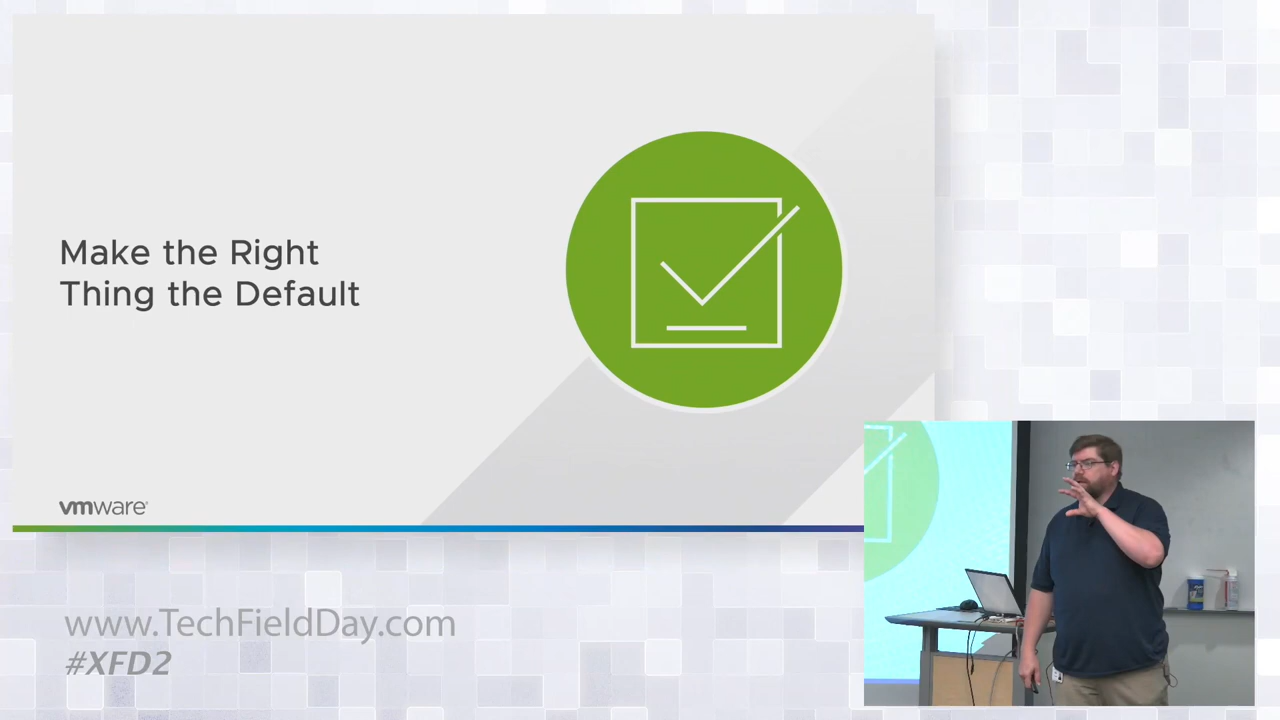 Make the Right
Thing the Default
vmware®
www.TechFieldDay.com
#XFD2